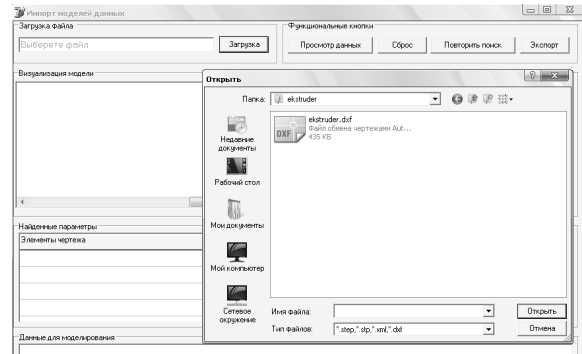 Импорт моделей данных
Загрузка файла
Функциональные кнопки
Выберете файл
Загрузка
Просмотр данных
Сброс
Повторить поиск
Экспорт
Визуализация модели
Открыть
Папка:
ekstruder
ekstruder.dxf
Файл обмена чертежами Aut...
435 КБ
DXF
Недавние документы
Рабочий стол
Мои документы
Мой компьютер
Сетевое окружение
Найденные параметры
Элементы чертежа
Имя файла:
Открыть
Тип файлов:
*.step,*.stp,*.xml,*.dxf
Отмена
Данные для моделирования